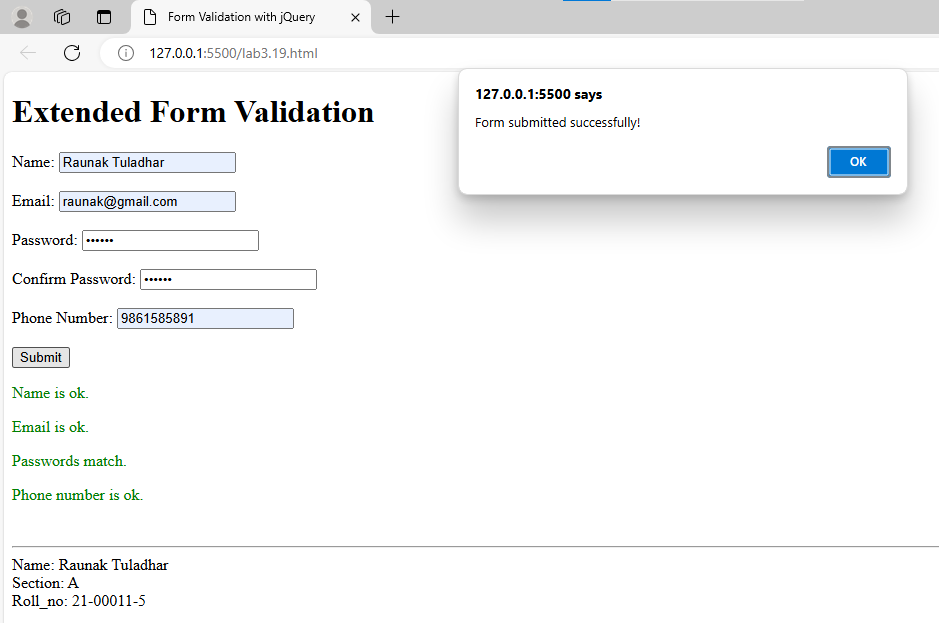 Form Validation with jQuery
127.0.0.1:5500/lab3.19.html
127.0.0.1:5500 says
Form submitted successfully!
OK
Extended Form Validation
Name: Raunak Tuladhar
Email: raunak@gmail.com
Password: ••••••
Confirm Password: ••••••
Phone Number: 9861585891
Submit
Name is ok.
Email is ok.
Passwords match.
Phone number is ok.
Name: Raunak Tuladhar
Section: A
Roll_no: 21-00011-5